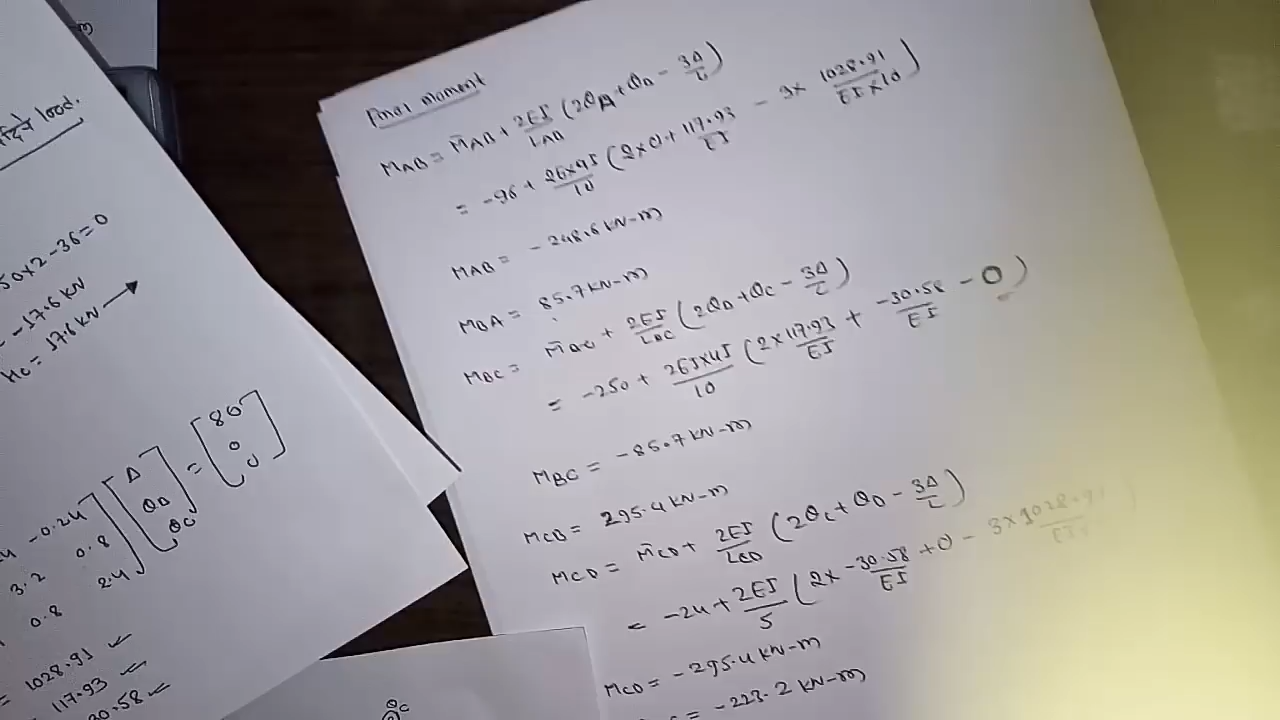 load.
50×2-36=0
-17.6 KN
Hc = 17.6 KN →
-0.24
[Δ θB θC] = [80 0 0]
3.2 0.8
0.8 2.4
= 1028.91 ✓
117.93 ✓
30.58 ✓
θC
Final moment
MAB = M̄AB + 2EI/LAB (2θA + θB - 3Δ/L)
= -96 + 2E×4I/10 (2×0 + 117.93/EI - 3× 1028.91/EI×10)
MAB = -248.6 KN-m
MBA = 85.7 KN-m
MBC = M̄BC + 2EI/LBC (2θB + θC - 3Δ/L)
= -250 + 2EI×4I/10 (2×117.93/EI + -30.58/EI - 0)
MBC = -85.7 KN-m
MCB = 295.4 KN-m
MCD = M̄CD + 2EI/LCD (2θC + θD - 3Δ/L)
= -24 + 2EI/5 (2× -30.58/EI + 0 - 3×1028.91
MCD = -295.4 KN-m
= -223.2 KN-m